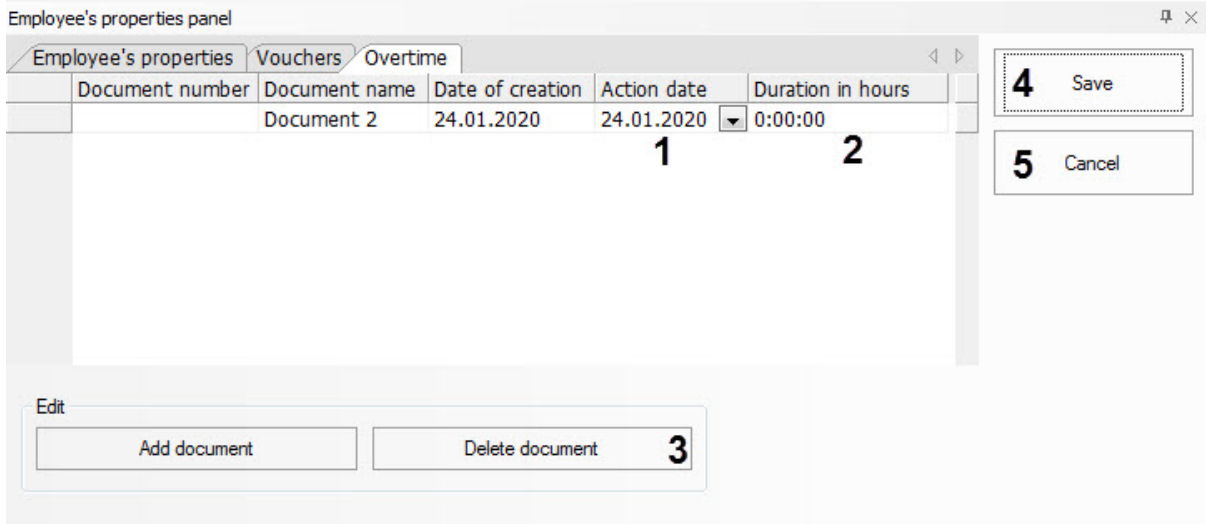 Employee's properties panel
Employee's properties Vouchers Overtime
Document number Document name Date of creation Action date Duration in hours
Document 2 24.01.2020 24.01.2020 0:00:00
1 2
4 Save
5 Cancel
Edit
Add document Delete document 3